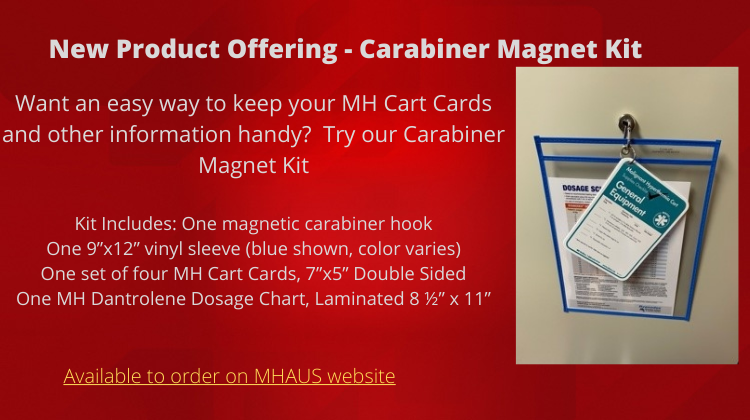 New Product Offering - Carabiner Magnet Kit
Want an easy way to keep your MH Cart Cards
and other information handy?  Try our Carabiner
Magnet Kit
Kit Includes: One magnetic carabiner hook
One 9”x12” vinyl sleeve (blue shown, color varies)
One set of four MH Cart Cards, 7”x5” Double Sided
One MH Dantrolene Dosage Chart, Laminated 8 ½” x 11”
Available to order on MHAUS website
DOSAGE
Malignant Hyperthermia Cart
General
Equipment